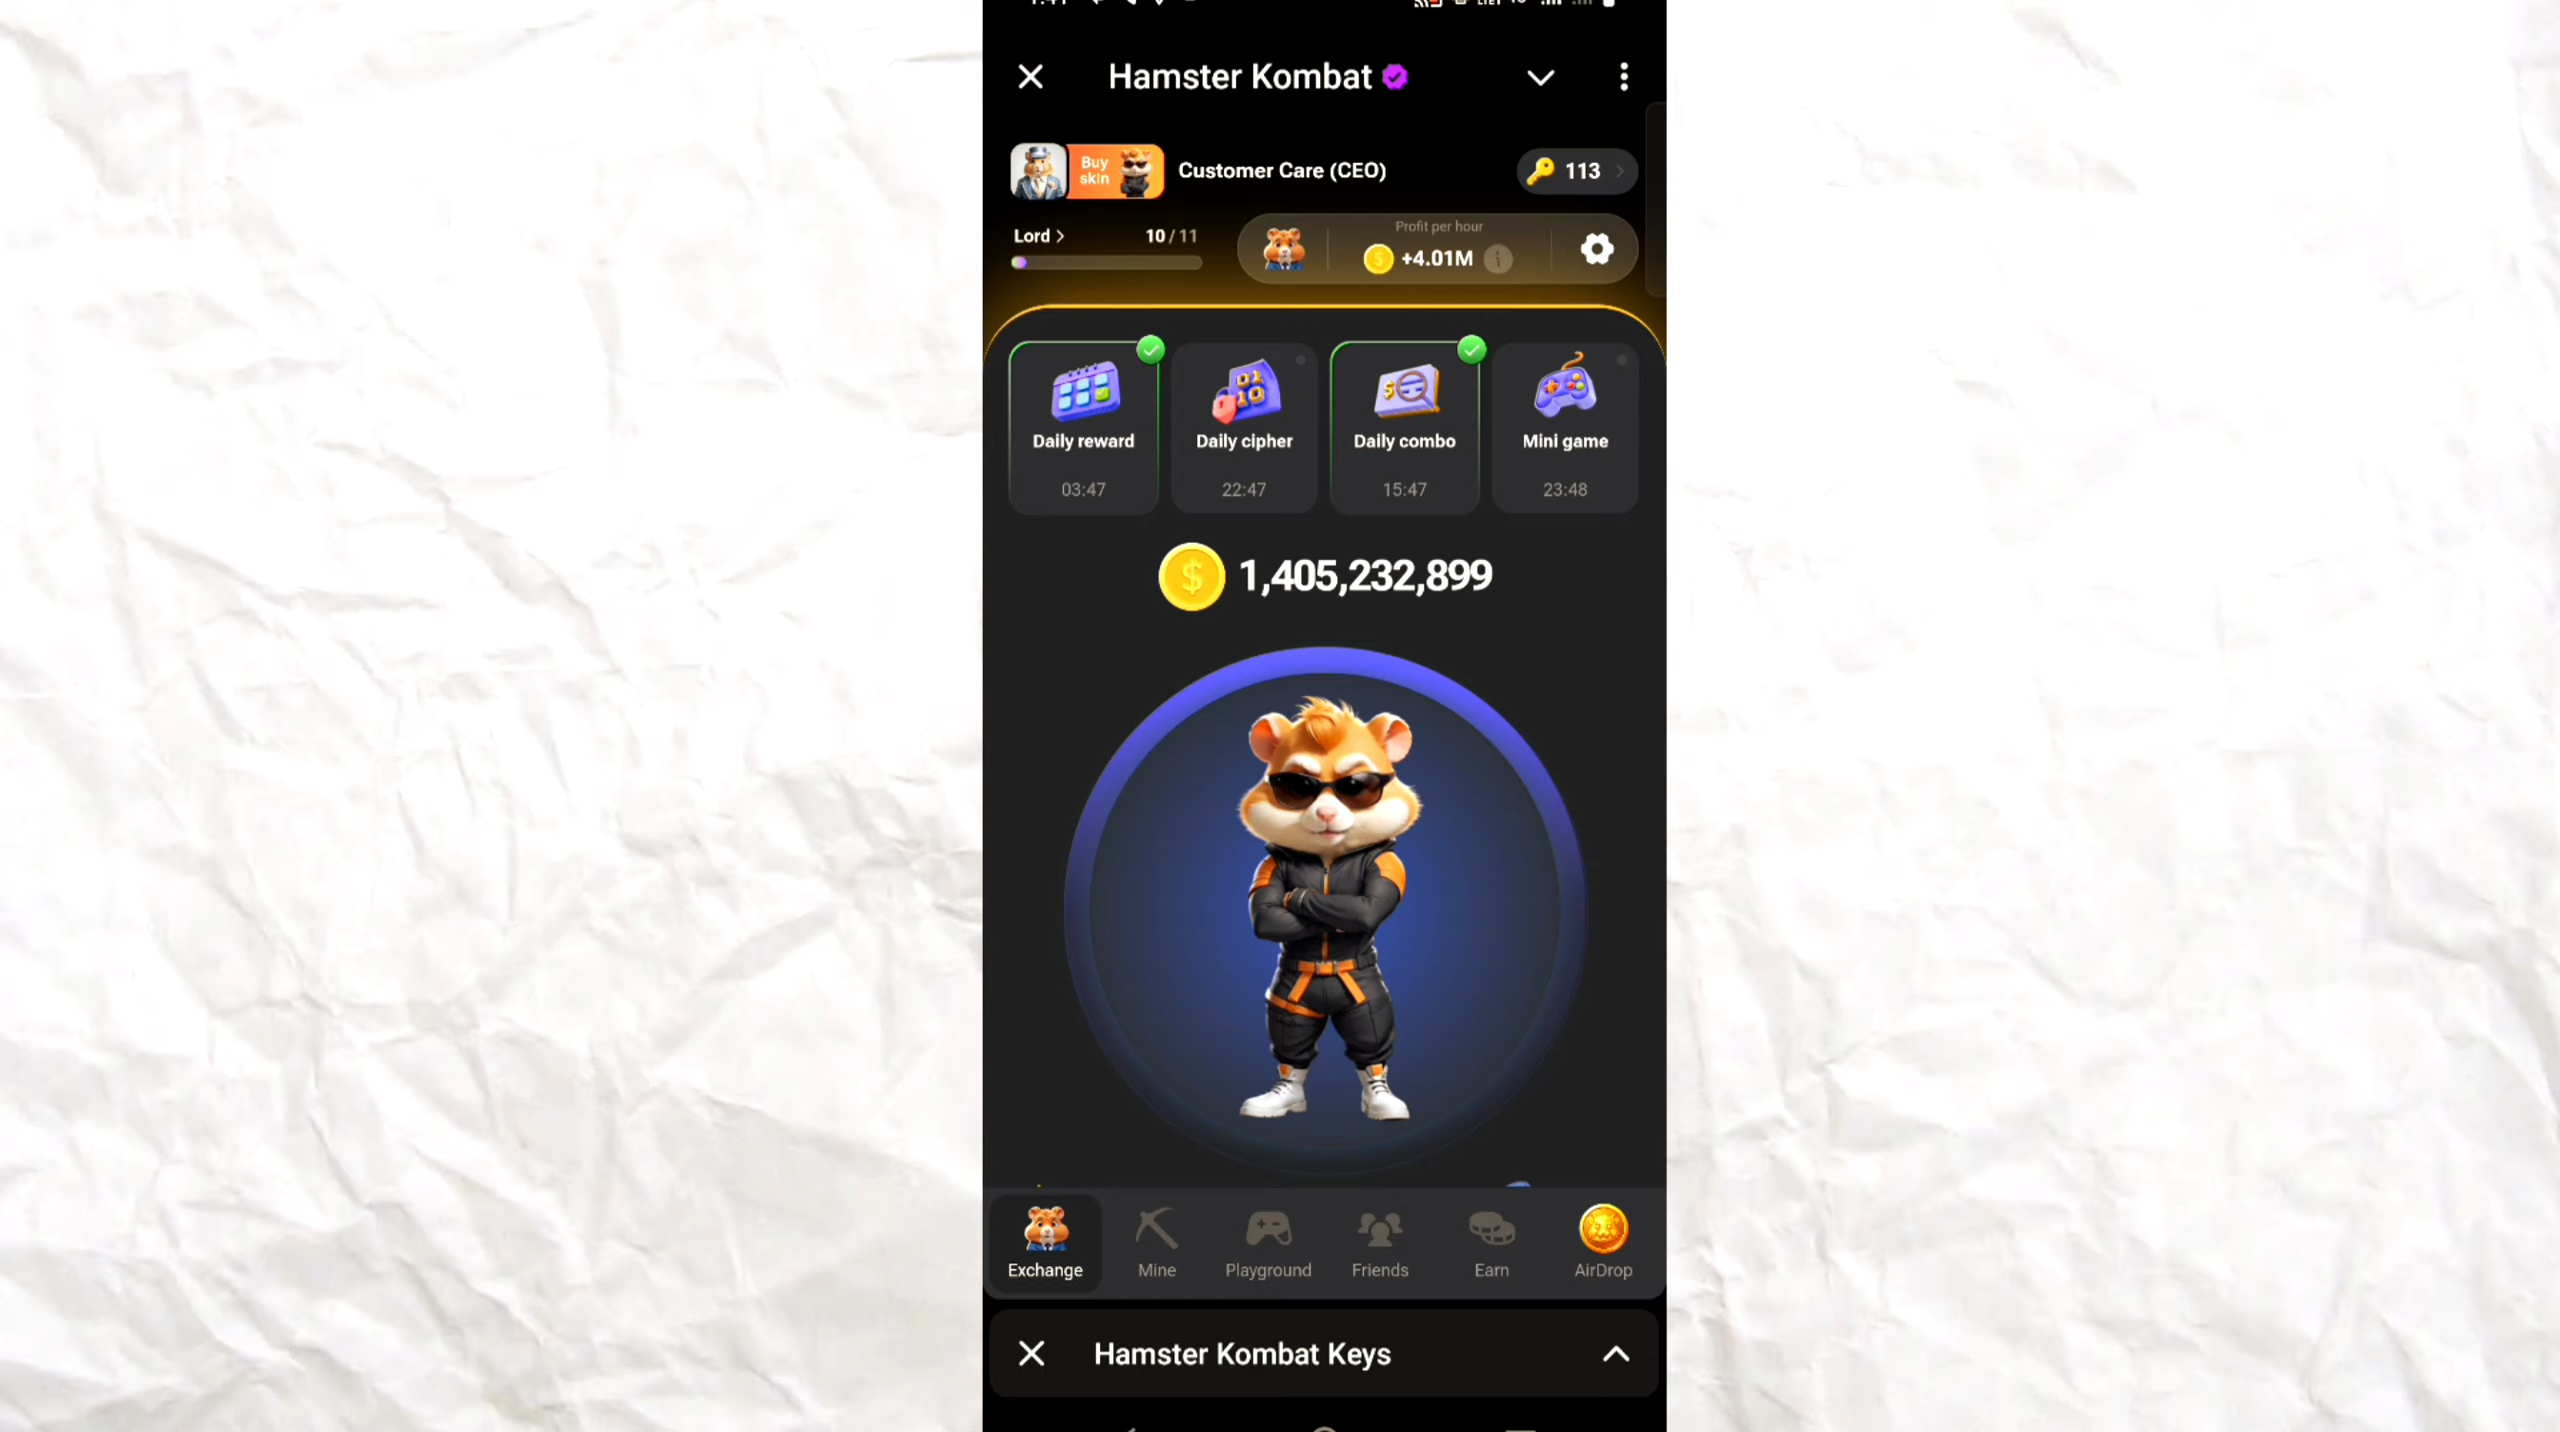 Hamster Kombat
Buy
skin
Customer Care (CEO)
113
Lord >
10/11
Profit per hour
+4.01M
Daily reward
03:47
Daily cipher
22:47
Daily combo
15:47
Mini game
23:48
1,405,232,899
Exchange
Mine
Playground
Friends
Earn
AirDrop
Hamster Kombat Keys